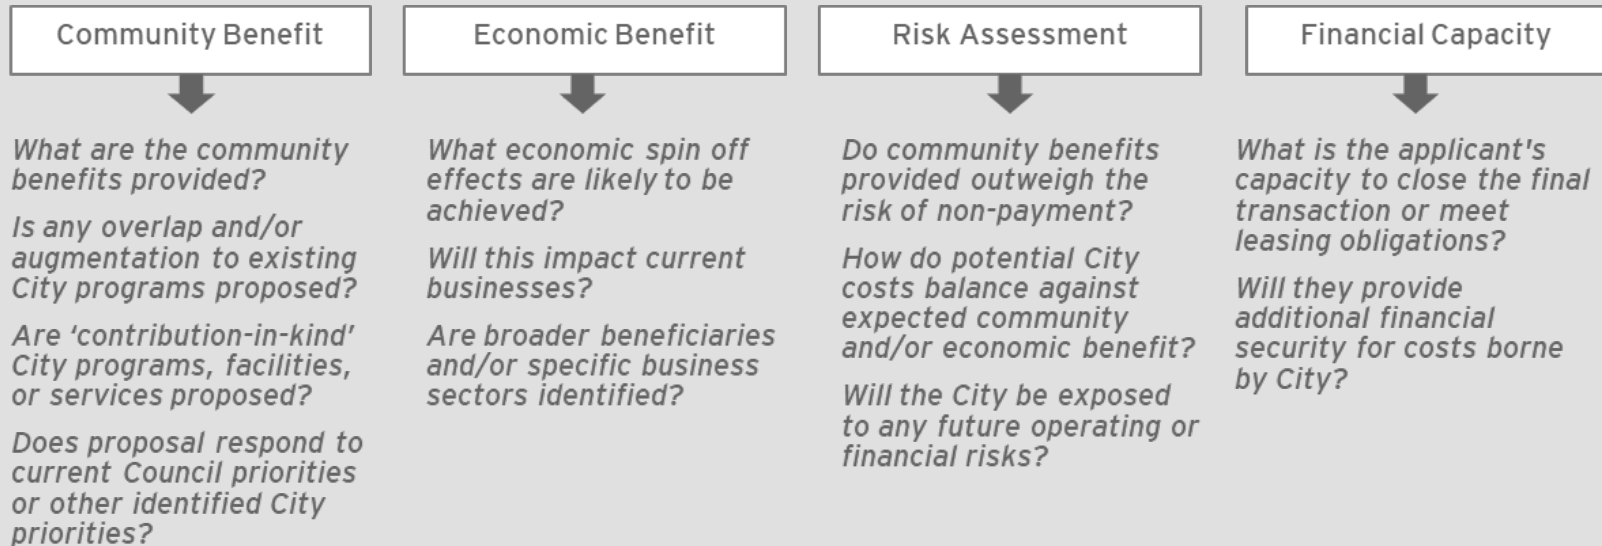 Community Benefit
What are the community
benefits provided?
Is any overlap and/or
augmentation to existing
City programs proposed?
Are ‘contribution-in-kind’
City programs, facilities,
or services proposed?
Does proposal respond to
current Council priorities
or other identified City
priorities?
Economic Benefit
What economic spin off
effects are likely to be
achieved?
Will this impact current
businesses?
Are broader beneficiaries
and/or specific business
sectors identified?
Risk Assessment
Do community benefits
provided outweigh the
risk of non-payment?
How do potential City
costs balance against
expected community
and/or economic benefit?
Will the City be exposed
to any future operating or
financial risks?
Financial Capacity
What is the applicant's
capacity to close the final
transaction or meet
leasing obligations?
Will they provide
additional financial
security for costs borne
by City?